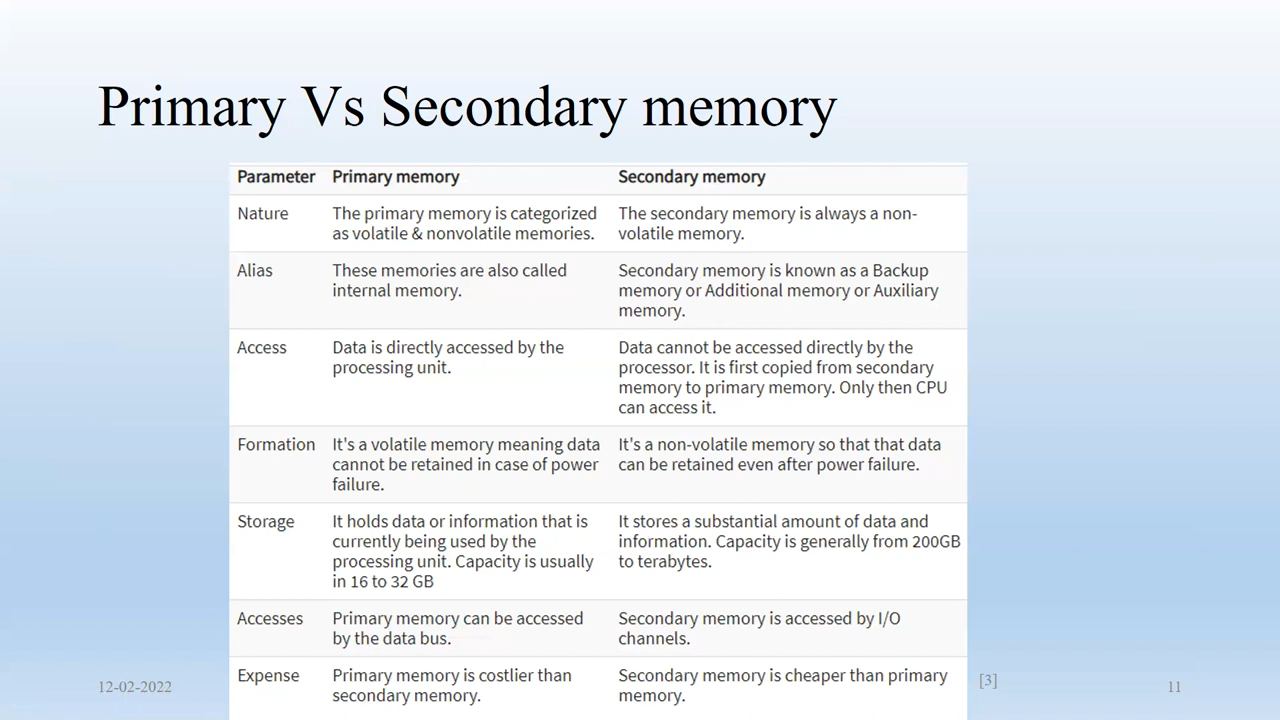 Primary Vs Secondary memory
Parameter Primary memory Secondary memory
Nature
The primary memory is categorized
as volatile & nonvolatile memories.
The secondary memory is always a non-
volatile memory.
Alias
These memories are also called
internal memory.
Secondary memory is known as a Backup
memory or Additional memory or Auxiliary
memory.
Access
Data is directly accessed by the
processing unit.
Data cannot be accessed directly by the
processor. It is first copied from secondary
memory to primary memory. Only then CPU
can access it.
Formation
It's a volatile memory meaning data
cannot be retained in case of power
failure.
It's a non-volatile memory so that that data
can be retained even after power failure.
Storage
It holds data or information that is
currently being used by the
processing unit. Capacity is usually
in 16 to 32 GB
It stores a substantial amount of data and
information. Capacity is generally from 200GB
to terabytes.
Accesses
Primary memory can be accessed
by the data bus.
Secondary memory is accessed by I/O
channels.
Expense
Primary memory is costlier than
secondary memory.
Secondary memory is cheaper than primary
memory.
12-02-2022
[3]
11